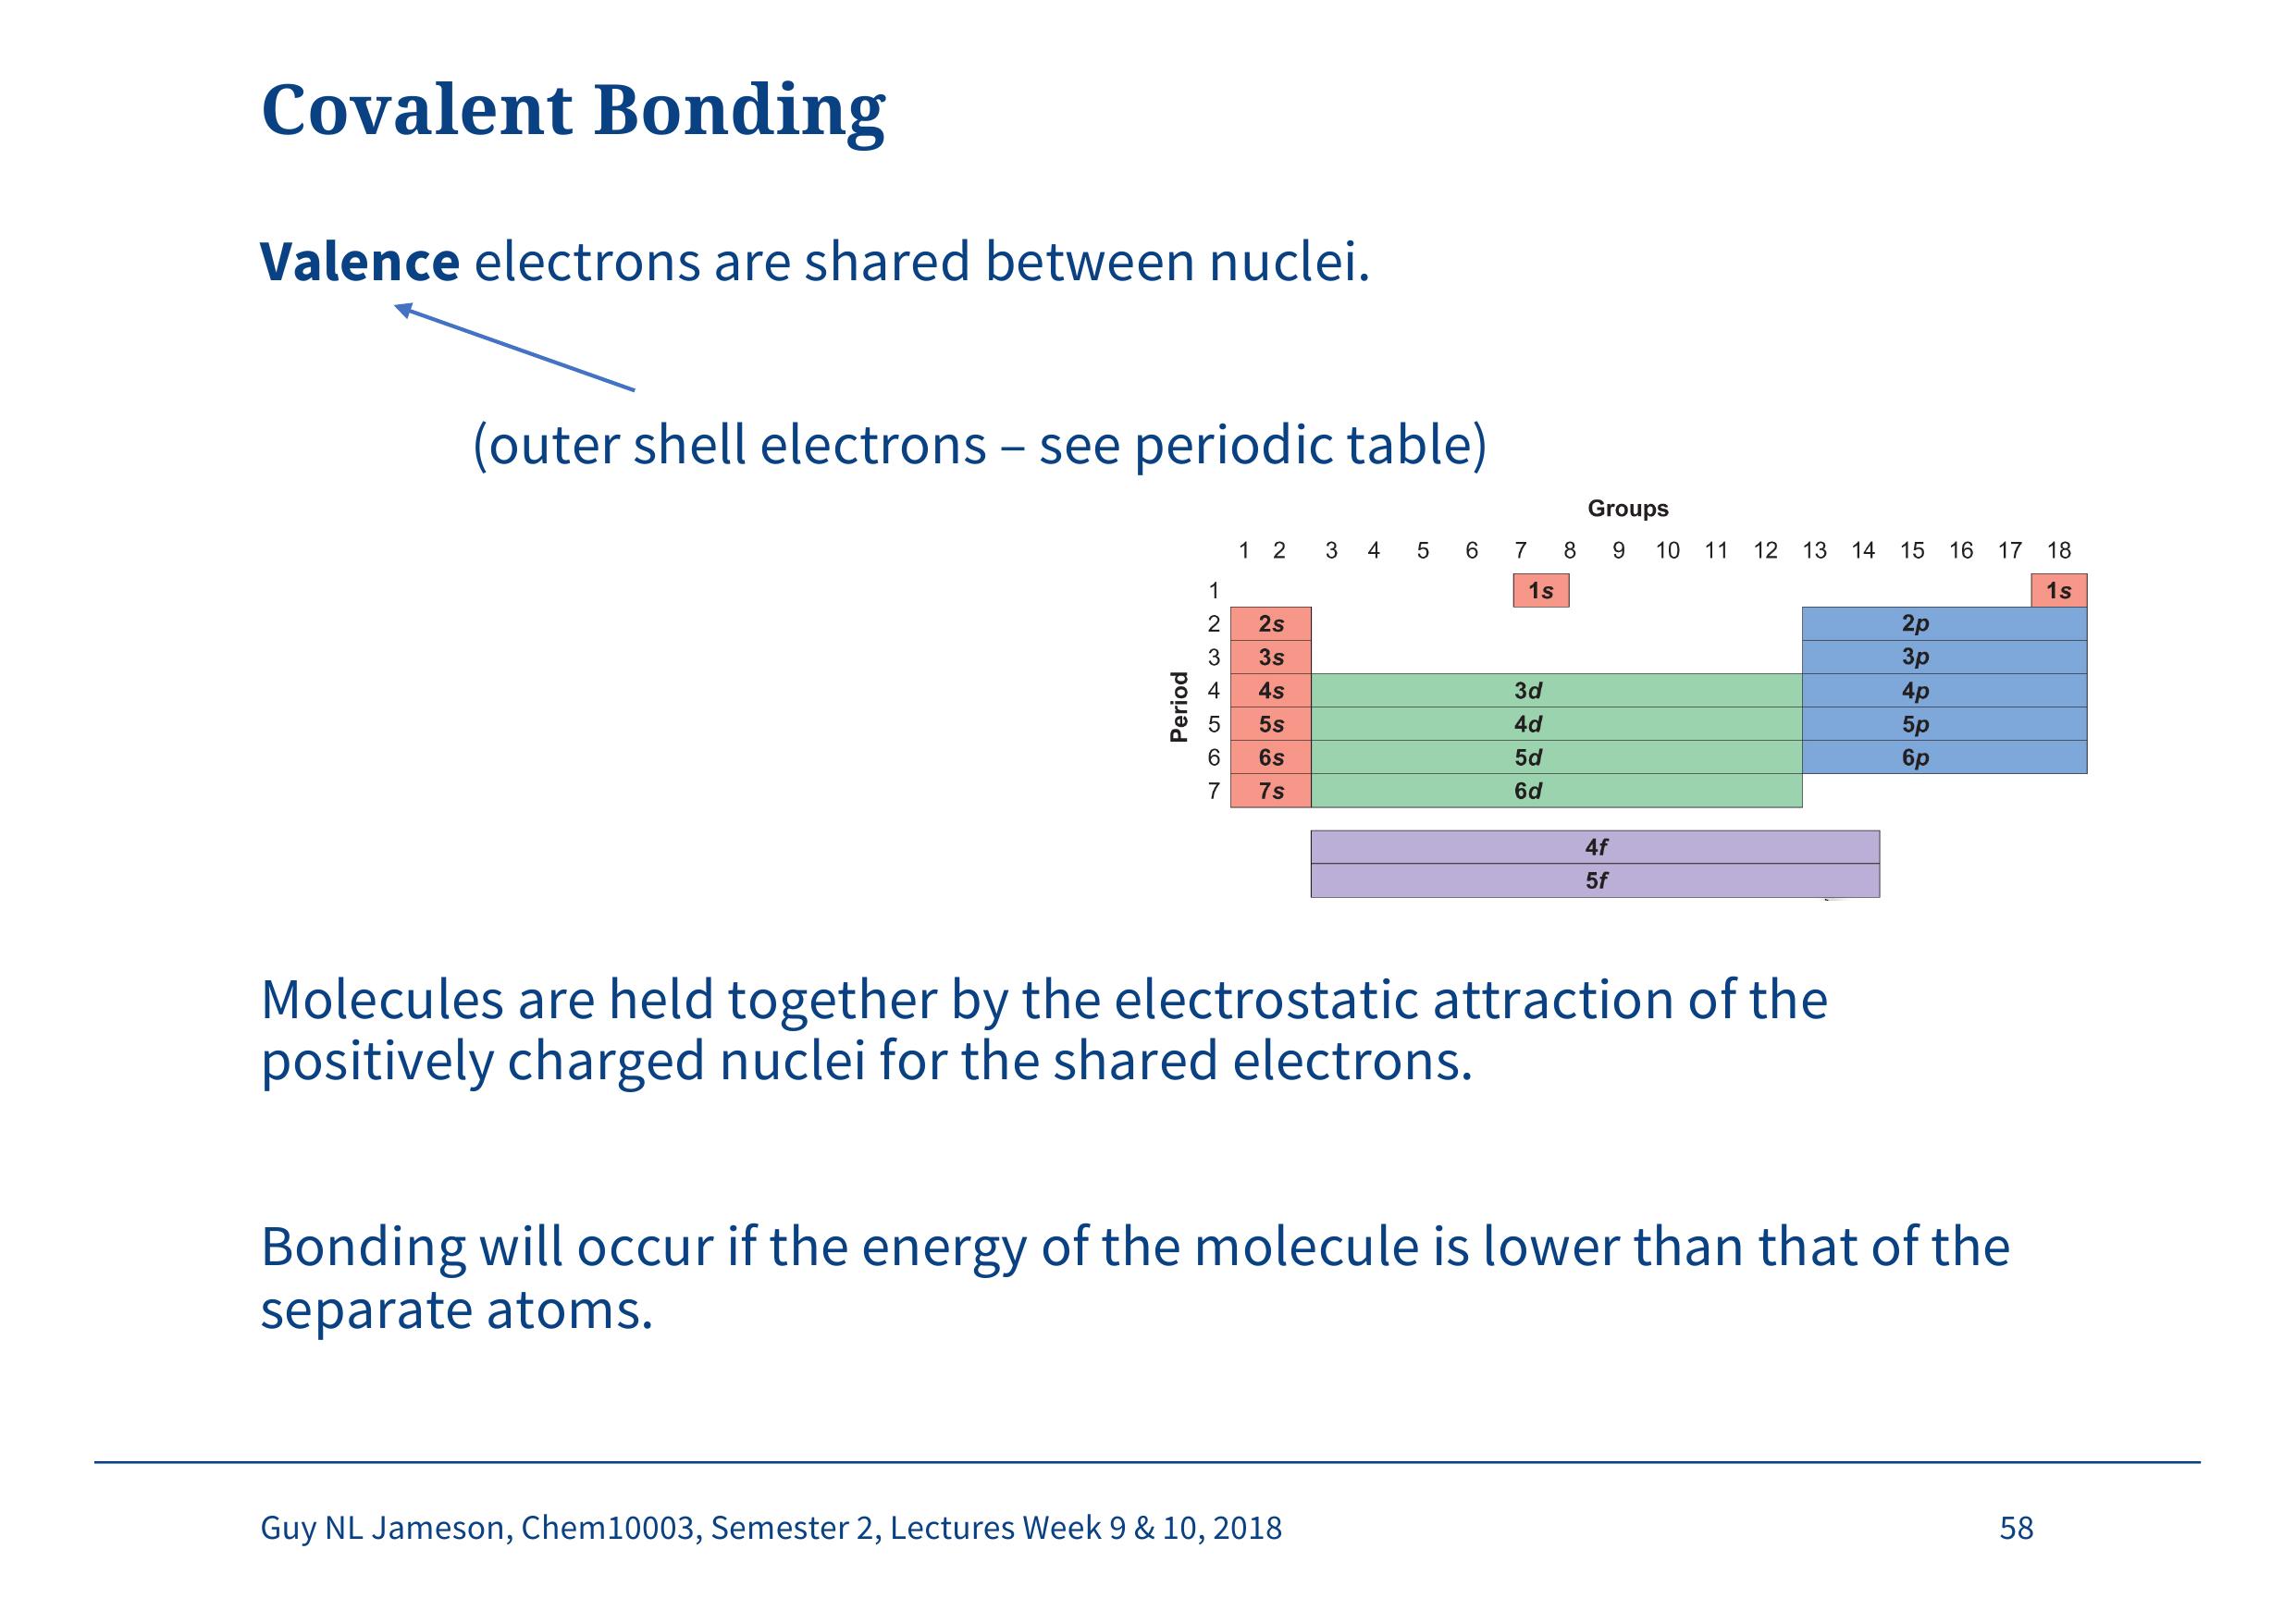 Covalent Bonding
Valence electrons are shared between nuclei.
(outer shell electrons – see periodic table)
Groups
1 2 3 4 5 6 7 8 9 10 11 12 13 14 15 16 17 18
Period
1 1s 1s
2 2s 2p
3 3s 3p
4 4s 3d 4p
5 5s 4d 5p
6 6s 5d 6p
7 7s 6d
4f
5f
Molecules are held together by the electrostatic attraction of the
positively charged nuclei for the shared electrons.
Bonding will occur if the energy of the molecule is lower than that of the
separate atoms.
Guy NL Jameson, Chem10003, Semester 2, Lectures Week 9 & 10, 2018 58